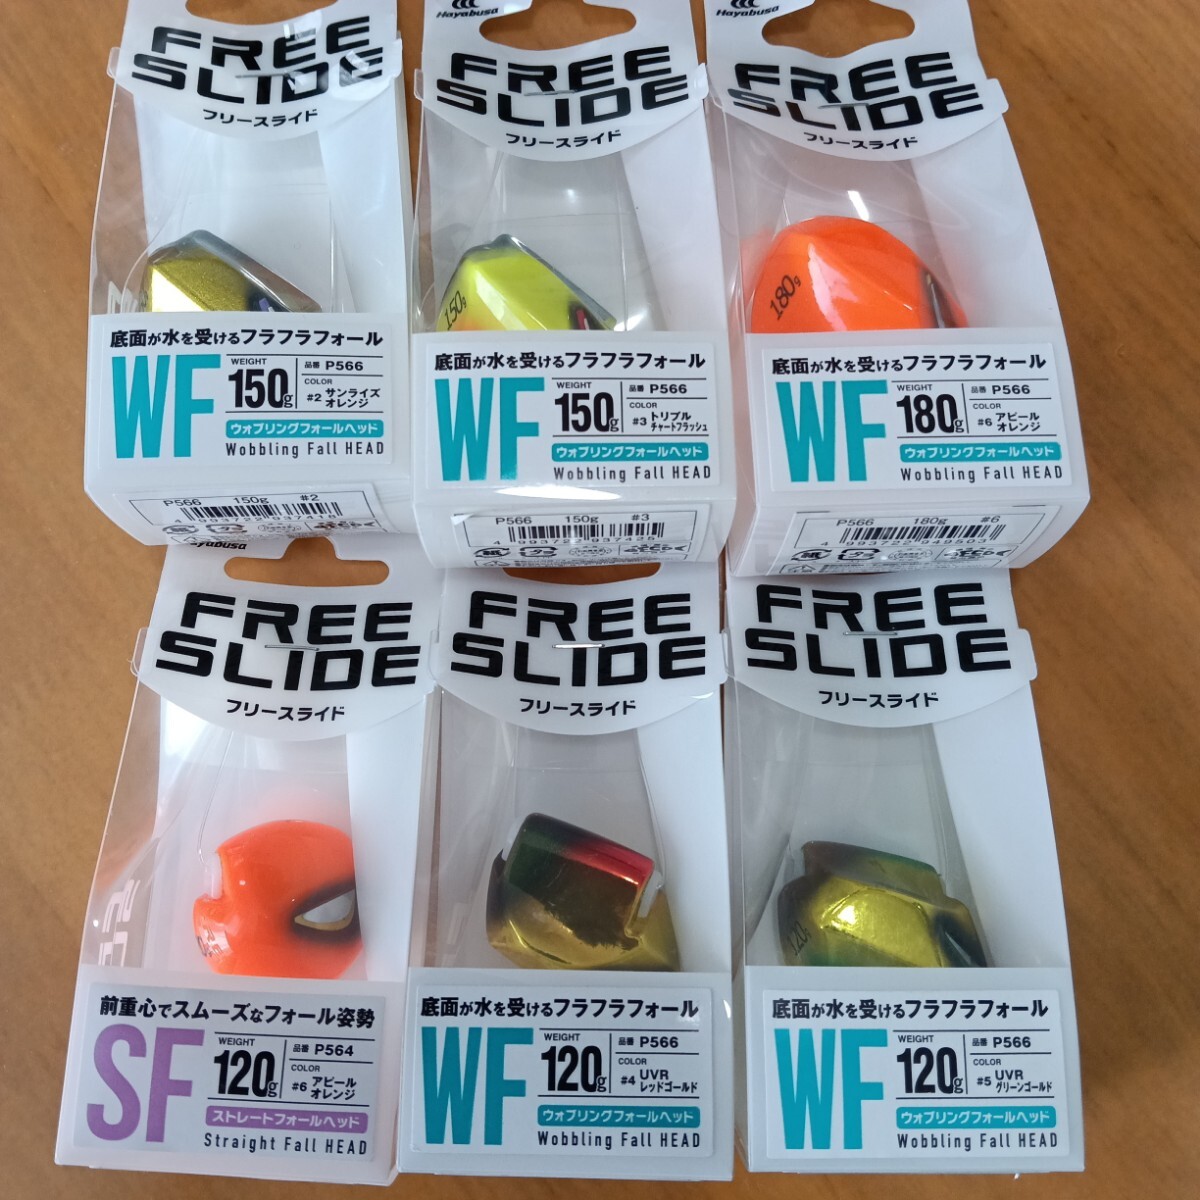 FREE
SLIDE
フリースライド
底面が水を受けるフラフラフォール
WF
WEIGHT
150g
品番 P566
COLOR
#2 サンライズ
オレンジ
ウォブリングフォールヘッド
Wobbling Fall HEAD
P566 150g #2
4 993722 937418
Hayabusa
FREE
SLIDE
フリースライド
150g
底面が水を受けるフラフラフォール
WF
WEIGHT
150g
品番 P566
COLOR
#3 トリプル
チャートフラッシュ
ウォブリングフォールヘッド
Wobbling Fall HEAD
P566 150g #3
4 993722 937425
Hayabusa
FREE
SLIDE
フリースライド
180g
底面が水を受けるフラフラフォール
WF
WEIGHT
180g
品番 P566
COLOR
#6 アピール
オレンジ
ウォブリングフォールヘッド
Wobbling Fall HEAD
P566 180g #6
4 993722 949503
Hayabusa
FREE
SLIDE
フリースライド
前重心でスムーズなフォール姿勢
SF
WEIGHT
120g
品番 P564
COLOR
#6 アピール
オレンジ
ストレートフォールヘッド
Straight Fall HEAD
FREE
SLIDE
フリースライド
底面が水を受けるフラフラフォール
WF
WEIGHT
120g
品番 P566
COLOR
#4 UVR
レッドゴールド
ウォブリングフォールヘッド
Wobbling Fall HEAD
FREE
SLIDE
フリースライド
120g
底面が水を受けるフラフラフォール
WF
WEIGHT
120g
品番 P566
COLOR
#5 UVR
グリーンゴールド
ウォブリングフォールヘッド
Wobbling Fall HEAD